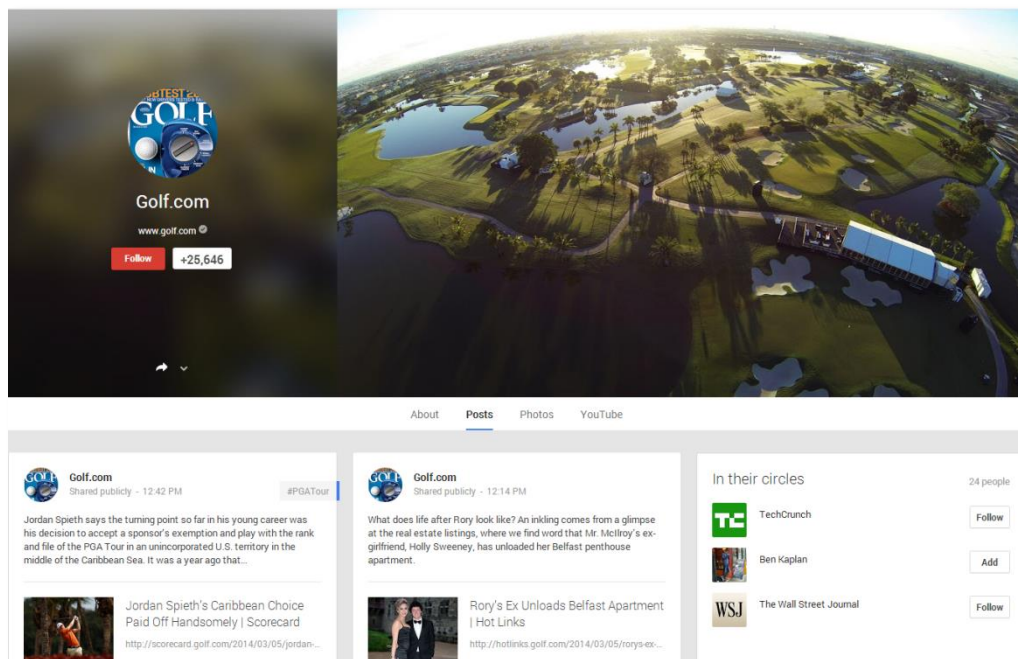 GOLF
Golf.com
www.golf.com
Follow
+25,646
About
Posts
Photos
YouTube
GOLF
Golf.com
Shared publicly - 12:42 PM
#PGATour
Jordan Spieth says the turning point so far in his young career was
his decision to accept a sponsor's exemption and play with the rank
and file of the PGA Tour in an unincorporated U.S. territory in the
middle of the Caribbean Sea. It was a year ago that...
Jordan Spieth's Caribbean Choice
Paid Off Handsomely | Scorecard
http://scorecard.golf.com/2014/03/05/jordan-...
GOLF
Golf.com
Shared publicly - 12:14 PM
What does life after Rory look like? An inkling comes from a glimpse
at the real estate listings, where we find word that Mr. McIlroy's ex-
girlfriend, Holly Sweeney, has unloaded her Belfast penthouse
apartment.
Rory's Ex Unloads Belfast Apartment
| Hot Links
http://hotlinks.golf.com/2014/03/05/rorys-ex-...
In their circles
24 people
TC
TechCrunch
Follow
Ben Kaplan
Add
WSJ
The Wall Street Journal
Follow